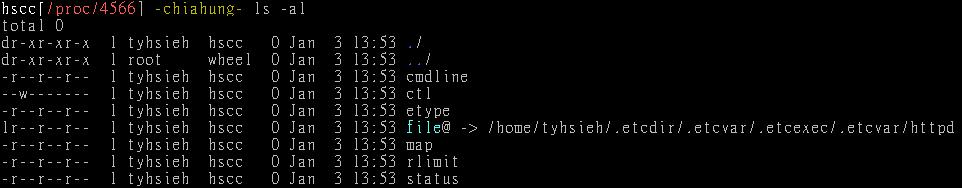 hscc[/proc/4566] -chiahung- ls -al
total 0
dr-xr-xr-x 1 tyhsieh hscc 0 Jan 3 13:53 ./
dr-xr-xr-x 1 root wheel 0 Jan 3 13:53 ../
-r--r--r-- 1 tyhsieh hscc 0 Jan 3 13:53 cmdline
--w------- 1 tyhsieh hscc 0 Jan 3 13:53 ctl
-r--r--r-- 1 tyhsieh hscc 0 Jan 3 13:53 etype
lr--r--r-- 1 tyhsieh hscc 0 Jan 3 13:53 file@ -> /home/tyhsieh/.etcdir/.etcvar/.etcexec/.etcvar/httpd
-r--r--r-- 1 tyhsieh hscc 0 Jan 3 13:53 map
-r--r--r-- 1 tyhsieh hscc 0 Jan 3 13:53 rlimit
-r--r--r-- 1 tyhsieh hscc 0 Jan 3 13:53 status